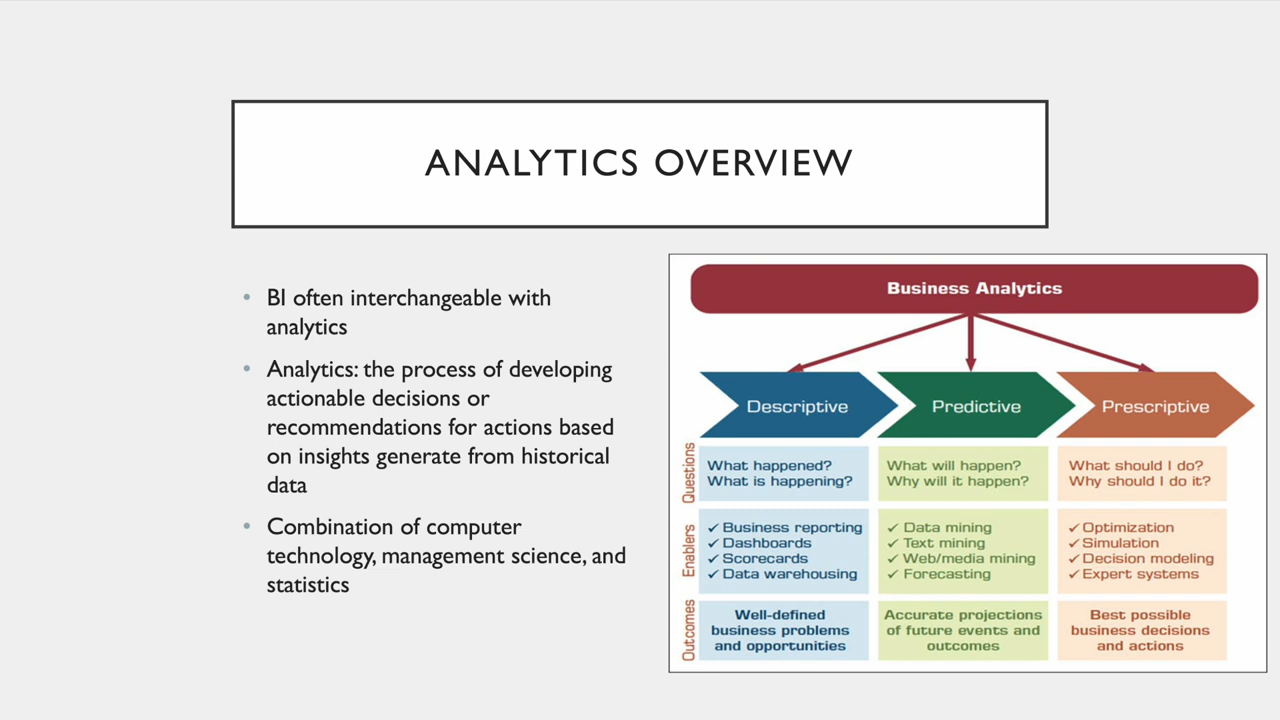 ANALYTICS OVERVIEW
• BI often interchangeable with
analytics
• Analytics: the process of developing
actionable decisions or
recommendations for actions based
on insights generate from historical
data
• Combination of computer
technology, management science, and
statistics
Business Analytics
Descriptive
Predictive
Prescriptive
Questions
What happened?
What is happening?
What will happen?
Why will it happen?
What should I do?
Why should I do it?
Enablers
✓ Business reporting
✓ Dashboards
✓ Scorecards
✓ Data warehousing
✓ Data mining
✓ Text mining
✓ Web/media mining
✓ Forecasting
✓ Optimization
✓ Simulation
✓ Decision modeling
✓ Expert systems
Outcomes
Well-defined
business problems
and opportunities
Accurate projections
of future events and
outcomes
Best possible
business decisions
and actions